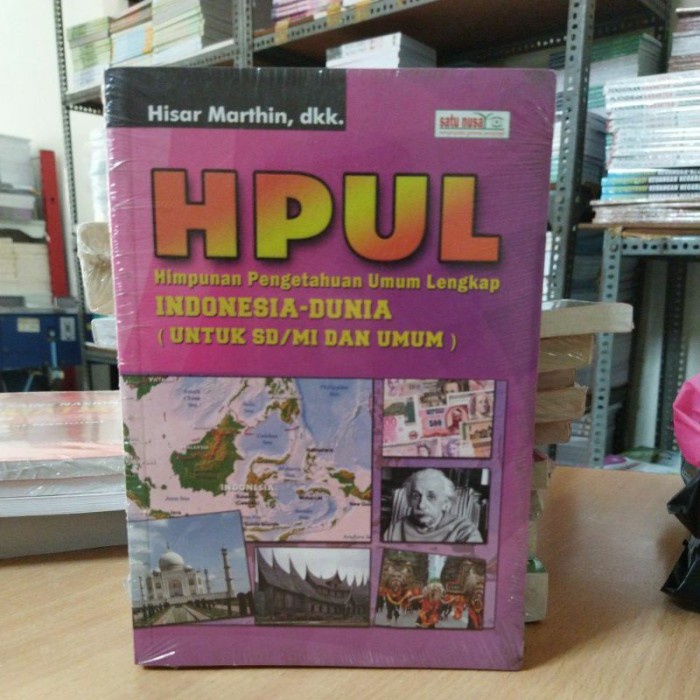 Hisar Marthin, dkk.
satu nusa
HPUL
Himpunan Pengetahuan Umum Lengkap
INDONESIA-DUNIA
( UNTUK SD/MI DAN UMUM )
INDONESIA